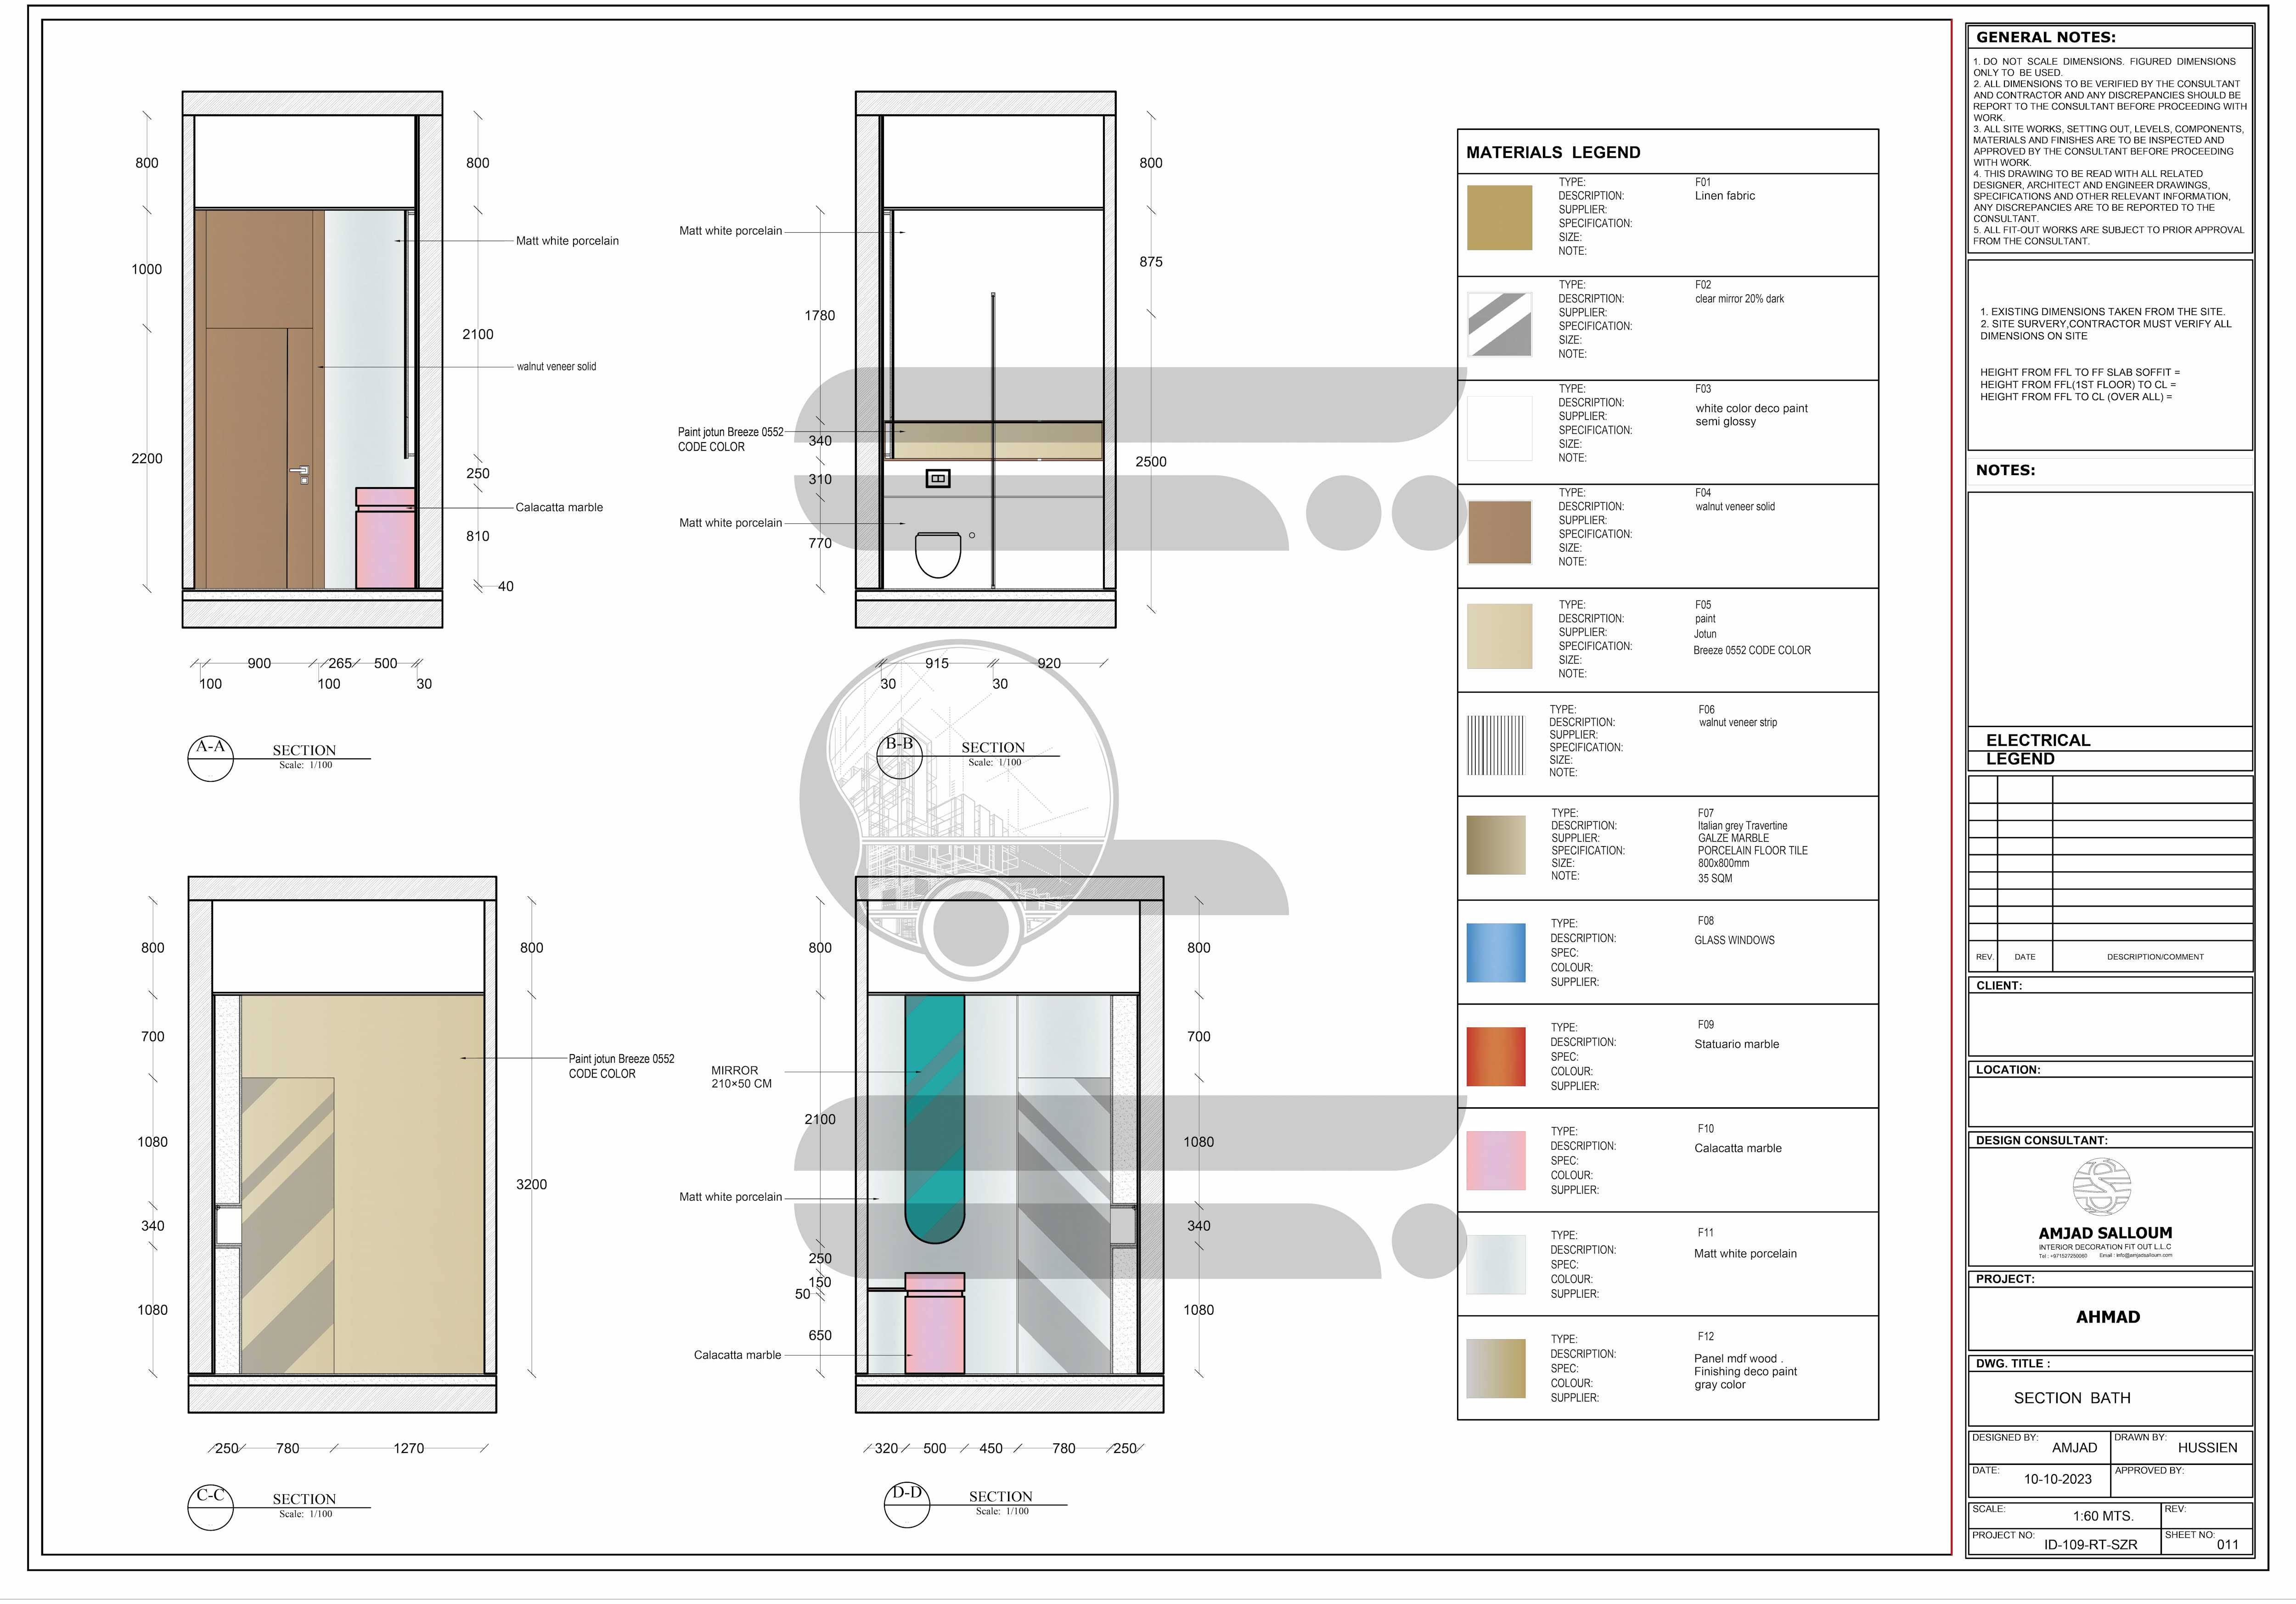 800
1000
2200
800
2100
250
810
40
Matt white porcelain
walnut veneer solid
Calacatta marble
900
265
500
100
100
30
A-A
SECTION
Scale: 1/100
Matt white porcelain
Paint jotun Breeze 0552
CODE COLOR
Matt white porcelain
1780
340
310
770
800
875
2500
915
920
30
30
B-B
SECTION
Scale: 1/100
800
700
1080
340
1080
800
3200
Paint jotun Breeze 0552
CODE COLOR
250
780
1270
C-C
SECTION
Scale: 1/100
MIRROR
210×50 CM
Matt white porcelain
Calacatta marble
800
2100
250
150
50
650
800
700
1080
340
1080
320
500
450
780
250
D-D
SECTION
Scale: 1/100
MATERIALS LEGEND
TYPE: F01
DESCRIPTION: Linen fabric
SUPPLIER:
SPECIFICATION:
SIZE:
NOTE:
TYPE: F02
DESCRIPTION: clear mirror 20% dark
SUPPLIER:
SPECIFICATION:
SIZE:
NOTE:
TYPE: F03
DESCRIPTION: white color deco paint
SUPPLIER: semi glossy
SPECIFICATION:
SIZE:
NOTE:
TYPE: F04
DESCRIPTION: walnut veneer solid
SUPPLIER:
SPECIFICATION:
SIZE:
NOTE:
TYPE: F05
DESCRIPTION: paint
SUPPLIER: Jotun
SPECIFICATION: Breeze 0552 CODE COLOR
SIZE:
NOTE:
TYPE: F06
DESCRIPTION: walnut veneer strip
SUPPLIER:
SPECIFICATION:
SIZE:
NOTE:
TYPE: F07
DESCRIPTION: Italian grey Travertine
SUPPLIER: GALZE MARBLE
SPECIFICATION: PORCELAIN FLOOR TILE
SIZE: 800x800mm
NOTE: 35 SQM
TYPE: F08
DESCRIPTION: GLASS WINDOWS
SPEC:
COLOUR:
SUPPLIER:
TYPE: F09
DESCRIPTION: Statuario marble
SPEC:
COLOUR:
SUPPLIER:
TYPE: F10
DESCRIPTION: Calacatta marble
SPEC:
COLOUR:
SUPPLIER:
TYPE: F11
DESCRIPTION: Matt white porcelain
SPEC:
COLOUR:
SUPPLIER:
TYPE: F12
DESCRIPTION: Panel mdf wood .
SPEC: Finishing deco paint
COLOUR: gray color
SUPPLIER:
GENERAL NOTES:
1. DO NOT SCALE DIMENSIONS. FIGURED DIMENSIONS
ONLY TO BE USED.
2. ALL DIMENSIONS TO BE VERIFIED BY THE CONSULTANT
AND CONTRACTOR AND ANY DISCREPANCIES SHOULD BE
REPORT TO THE CONSULTANT BEFORE PROCEEDING WITH
WORK.
3. ALL SITE WORKS, SETTING OUT, LEVELS, COMPONENTS,
MATERIALS AND FINISHES ARE TO BE INSPECTED AND
APPROVED BY THE CONSULTANT BEFORE PROCEEDING
WITH WORK.
4. THIS DRAWING TO BE READ WITH ALL RELATED
DESIGNER, ARCHITECT AND ENGINEER DRAWINGS,
SPECIFICATIONS AND OTHER RELEVANT INFORMATION,
ANY DISCREPANCIES ARE TO BE REPORTED TO THE
CONSULTANT.
5. ALL FIT-OUT WORKS ARE SUBJECT TO PRIOR APPROVAL
FROM THE CONSULTANT.
1. EXISTING DIMENSIONS TAKEN FROM THE SITE.
2. SITE SURVERY,CONTRACTOR MUST VERIFY ALL
DIMENSIONS ON SITE
HEIGHT FROM FFL TO FF SLAB SOFFIT =
HEIGHT FROM FFL(1ST FLOOR) TO CL =
HEIGHT FROM FFL TO CL (OVER ALL) =
NOTES:
ELECTRICAL
LEGEND
REV. DATE DESCRIPTION/COMMENT
CLIENT:
LOCATION:
DESIGN CONSULTANT:
AMJAD SALLOUM
INTERIOR DECORATION FIT OUT L.L.C
Tel : +971527250060 Email : info@amjadsalloum.com
PROJECT:
AHMAD
DWG. TITLE :
SECTION BATH
DESIGNED BY: AMJAD
DRAWN BY: HUSSIEN
DATE: 10-10-2023
APPROVED BY:
SCALE: 1:60 MTS.
REV:
PROJECT NO: ID-109-RT-SZR
SHEET NO: 011